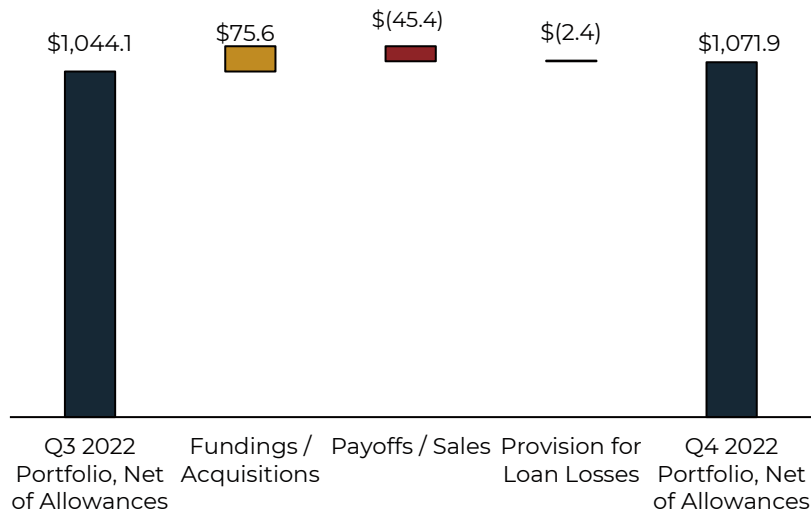 $1,044.1
$75.6
$(45.4)
$(2.4)
$1,071.9
Q3 2022
Portfolio, Net
of Allowances
Fundings /
Acquisitions
Payoffs / Sales
Provision for
Loan Losses
Q4 2022
Portfolio, Net
of Allowances